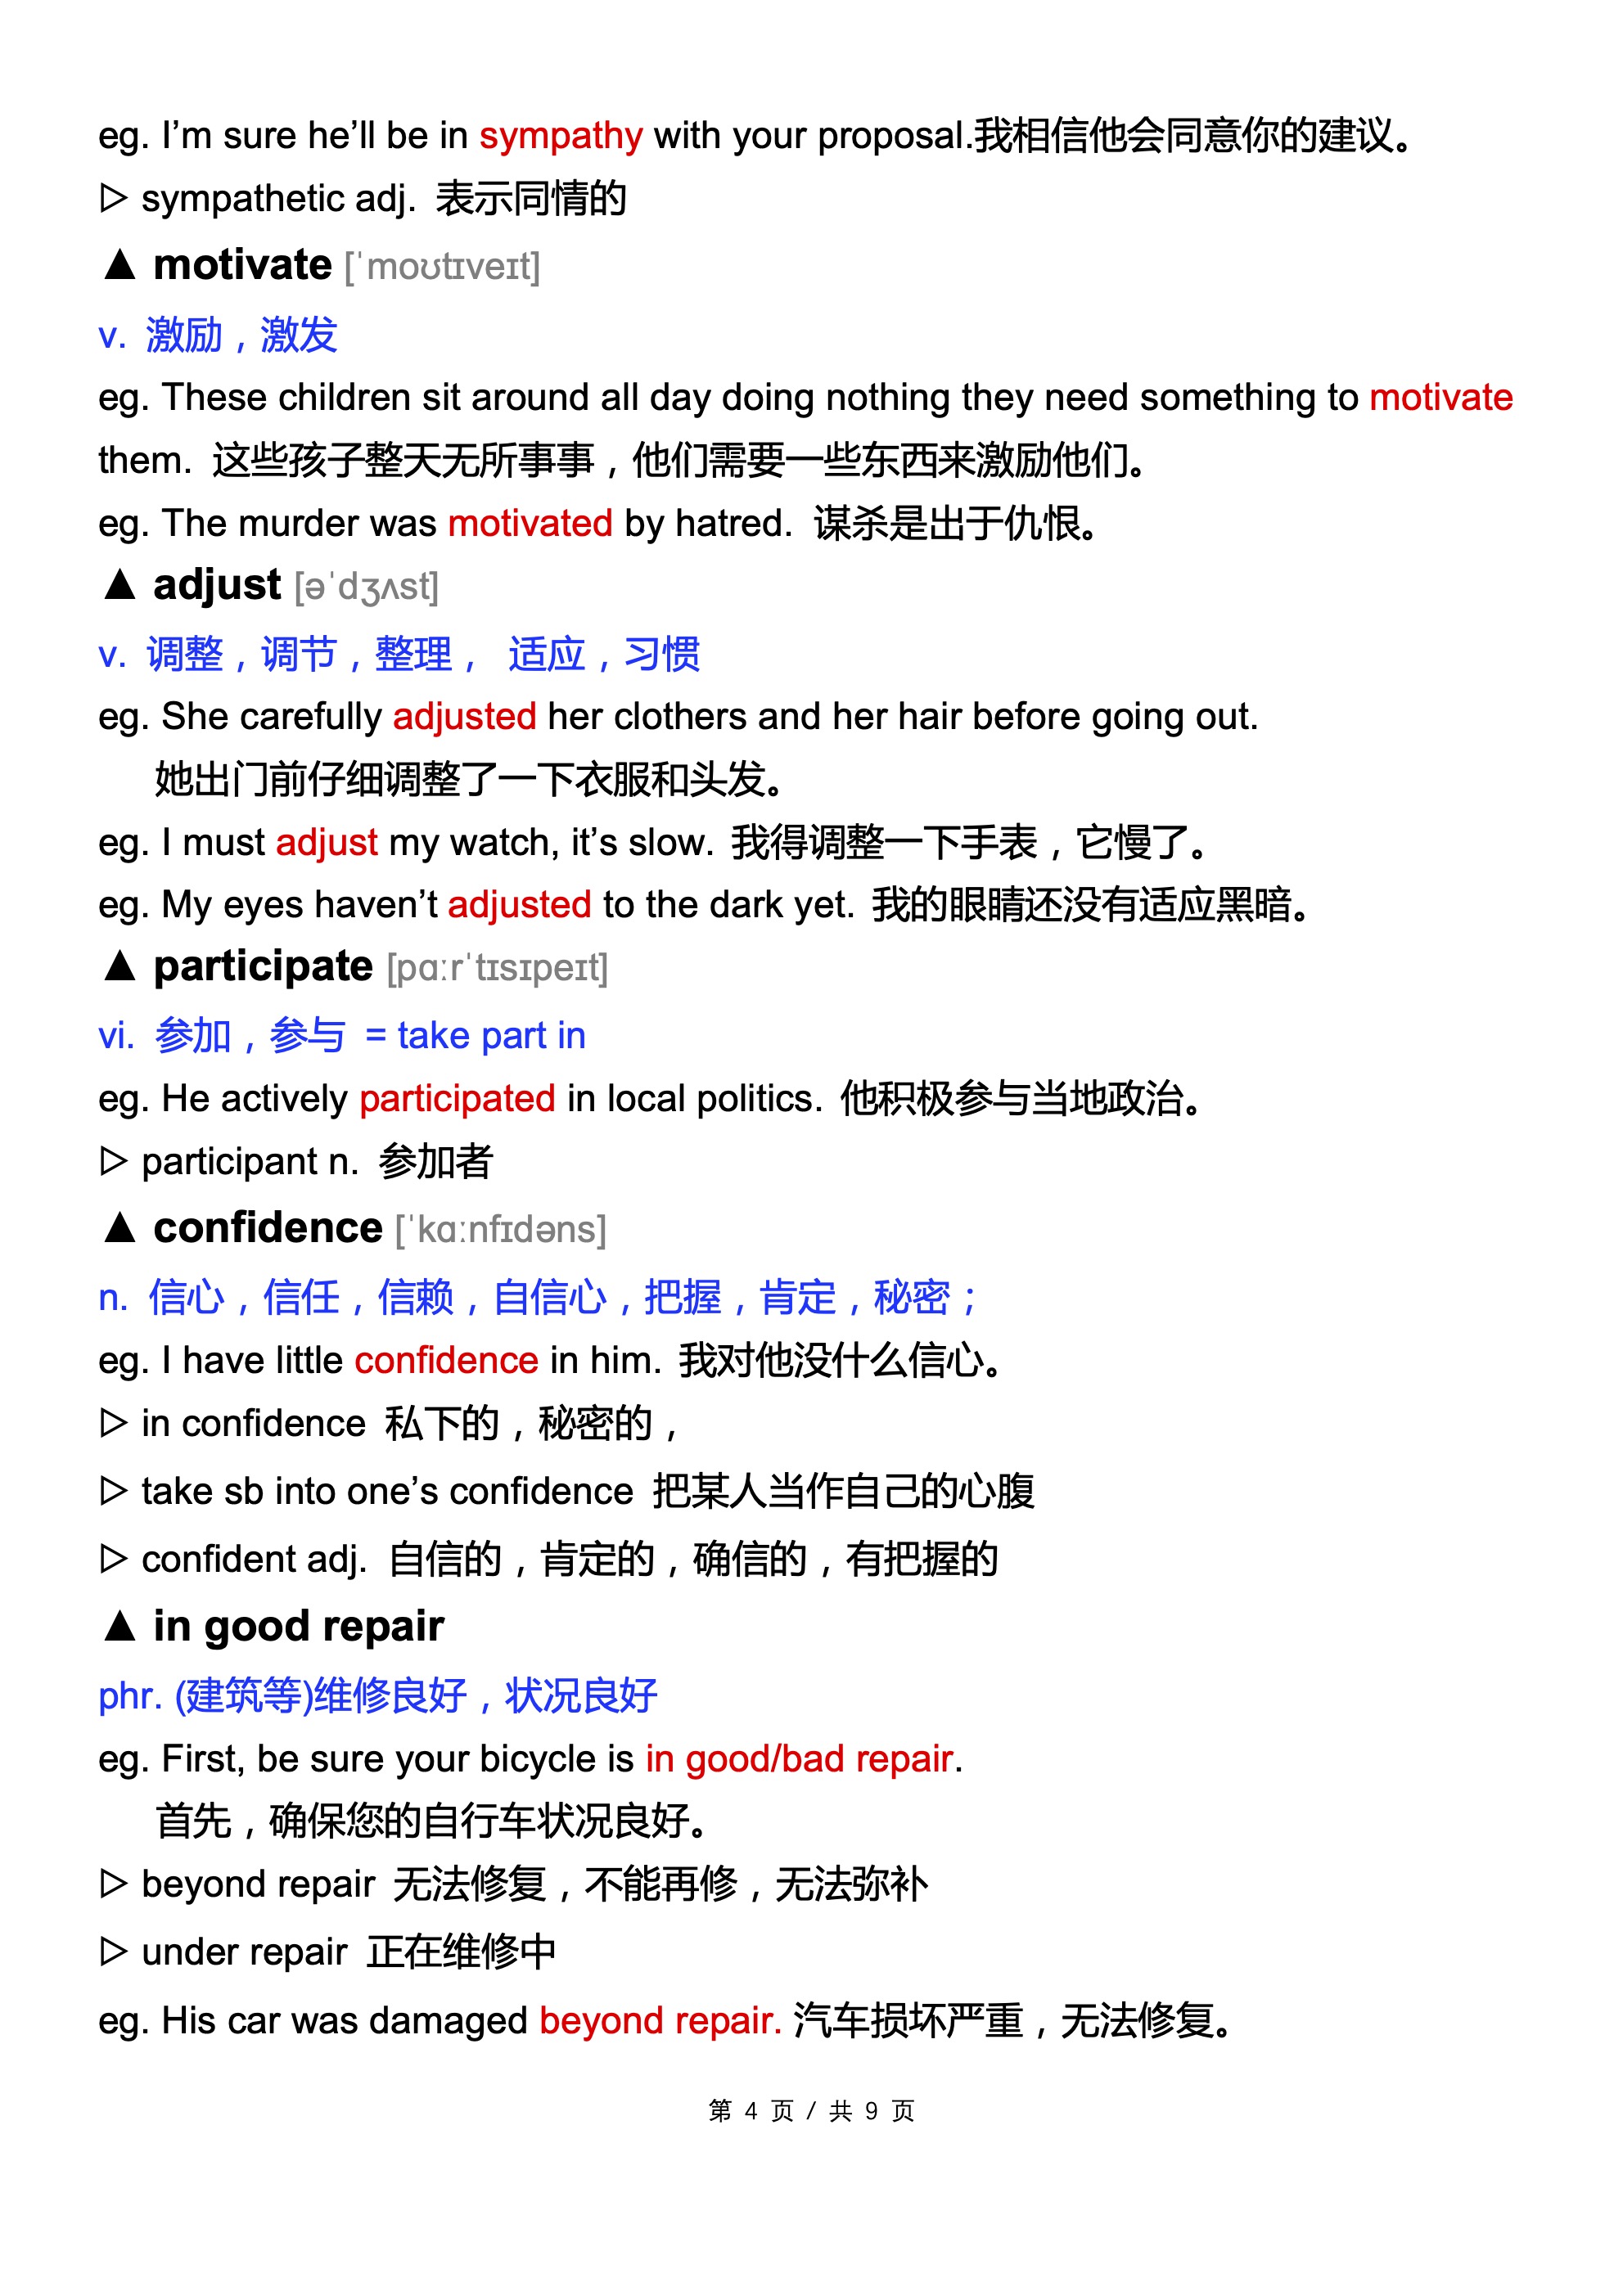 eg. I’m sure he’ll be in sympathy with your proposal.我相信他会同意你的建议。
▷ sympathetic adj. 表示同情的
▲ motivate [ˈmoʊtɪveɪt]
v. 激励，激发
eg. These children sit around all day doing nothing they need something to motivate
them. 这些孩子整天无所事事，他们需要一些东西来激励他们。
eg. The murder was motivated by hatred. 谋杀是出于仇恨。
▲ adjust [əˈdʒʌst]
v. 调整，调节，整理， 适应，习惯
eg. She carefully adjusted her clothers and her hair before going out.
她出门前仔细调整了一下衣服和头发。
eg. I must adjust my watch, it’s slow. 我得调整一下手表，它慢了。
eg. My eyes haven’t adjusted to the dark yet. 我的眼睛还没有适应黑暗。
▲ participate [pɑːrˈtɪsɪpeɪt]
vi. 参加，参与 = take part in
eg. He actively participated in local politics. 他积极参与当地政治。
▷ participant n. 参加者
▲ confidence [ˈkɑːnfɪdəns]
n. 信心，信任，信赖，自信心，把握，肯定，秘密；
eg. I have little confidence in him. 我对他没什么信心。
▷ in confidence 私下的，秘密的，
▷ take sb into one’s confidence 把某人当作自己的心腹
▷ confident adj. 自信的，肯定的，确信的，有把握的
▲ in good repair
phr. (建筑等)维修良好，状况良好
eg. First, be sure your bicycle is in good/bad repair.
首先，确保您的自行车状况良好。
▷ beyond repair 无法修复，不能再修，无法弥补
▷ under repair 正在维修中
eg. His car was damaged beyond repair. 汽车损坏严重，无法修复。
第 4 页 / 共 9 页